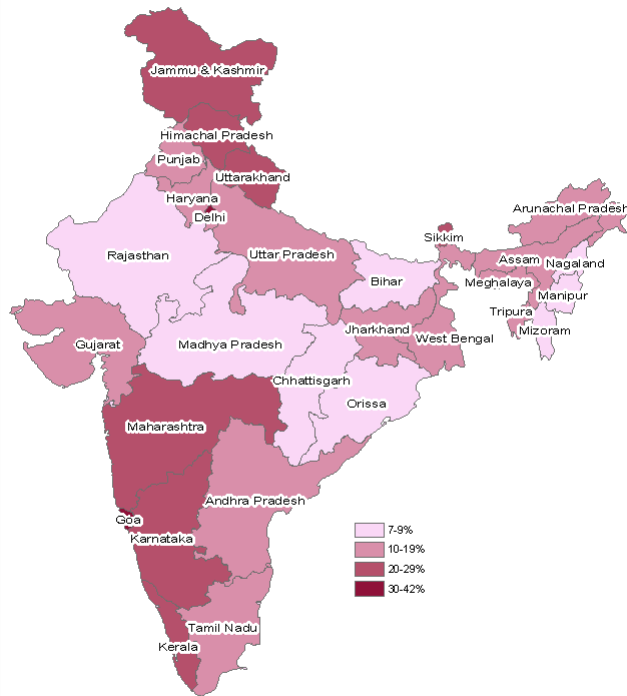 Jammu & Kashmir
Himachal Pradesh
Punjab
Uttarakhand
Haryana
Delhi
Arunachal Pradesh
Sikkim
Rajasthan
Uttar Pradesh
Assam
Nagaland
Bihar
Meghalaya
Manipur
Tripura
Jharkhand
West Bengal
Mizoram
Gujarat
Madhya Pradesh
Chhattisgarh
Orissa
Maharashtra
Andhra Pradesh
Goa
Karnataka
7-9%
10-19%
20-29%
30-42%
Tamil Nadu
Kerala